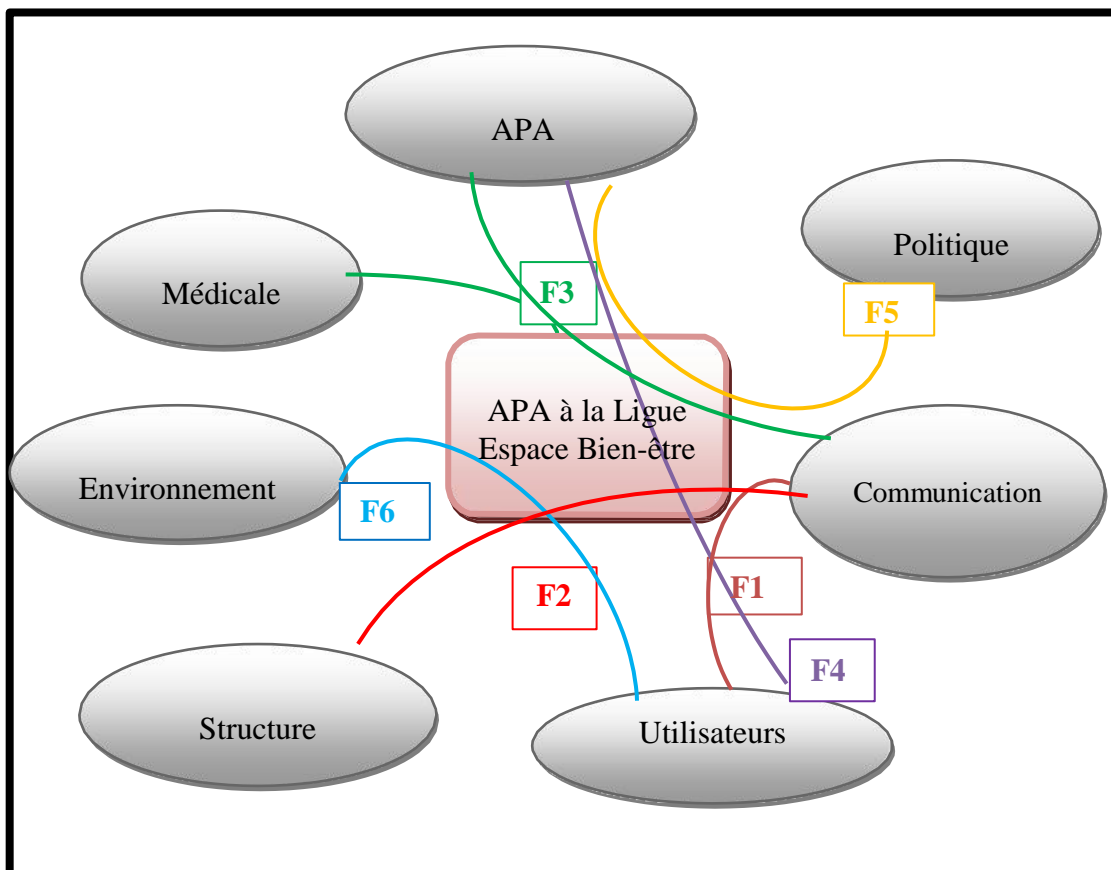 APA
Politique
Médicale
F3
F5
APA à la Ligue
Espace Bien-être
Environnement
Communication
F6
F2
F1
F4
Structure
Utilisateurs